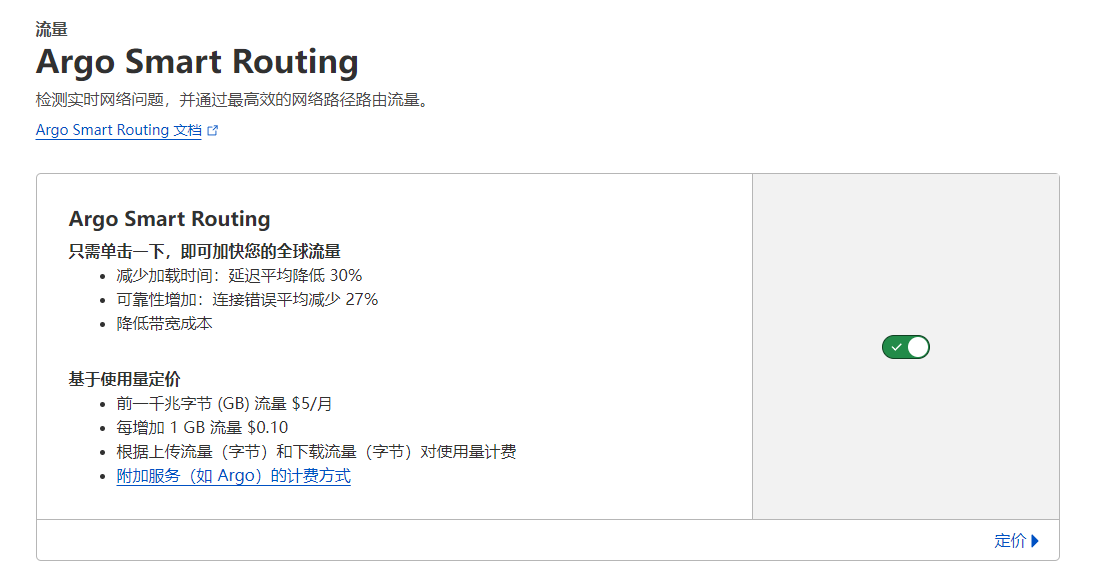 流量
Argo Smart Routing
检测实时网络问题，并通过最高效的网络路径路由流量。
Argo Smart Routing 文档
Argo Smart Routing
只需单击一下，即可加快您的全球流量
减少加载时间：延迟平均降低 30%
可靠性增加：连接错误平均减少 27%
降低带宽成本
基于使用量定价
前一千兆字节 (GB) 流量 $5/月
每增加 1 GB 流量 $0.10
根据上传流量（字节）和下载流量（字节）对使用量计费
附加服务（如 Argo）的计费方式
定价